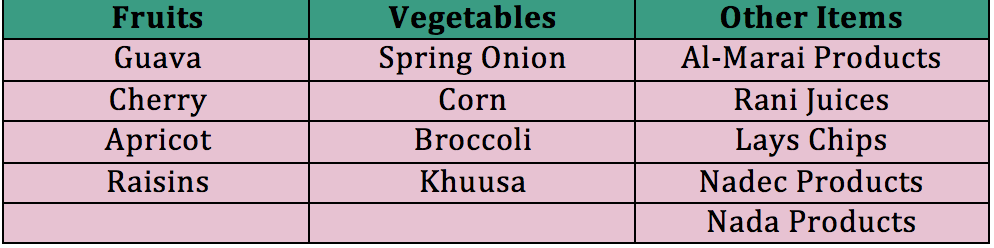 Fruits Vegetables Other Items
Guava Spring Onion Al-Marai Products
Cherry Corn Rani Juices
Apricot Broccoli Lays Chips
Raisins Khuusa Nadec Products
Nada Products